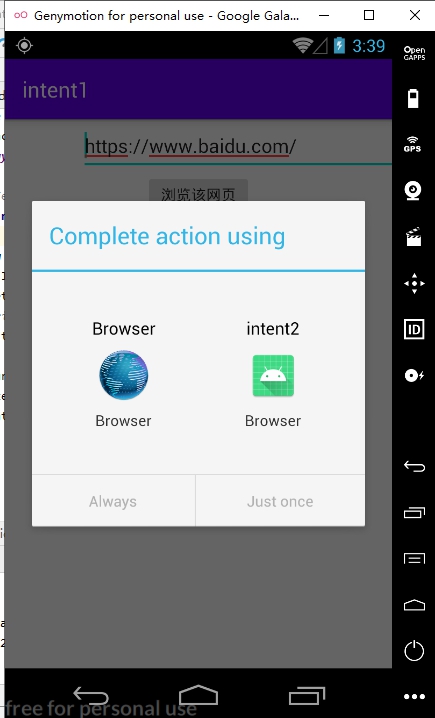 Genymotion for personal use - Google Gala...
Open
GAPPS
3:39
intent1
https://www.baidu.com/
浏览该网页
GPS
Complete action using
Browser
intent2
Browser
Browser
ID
Always
Just once
free for personal use